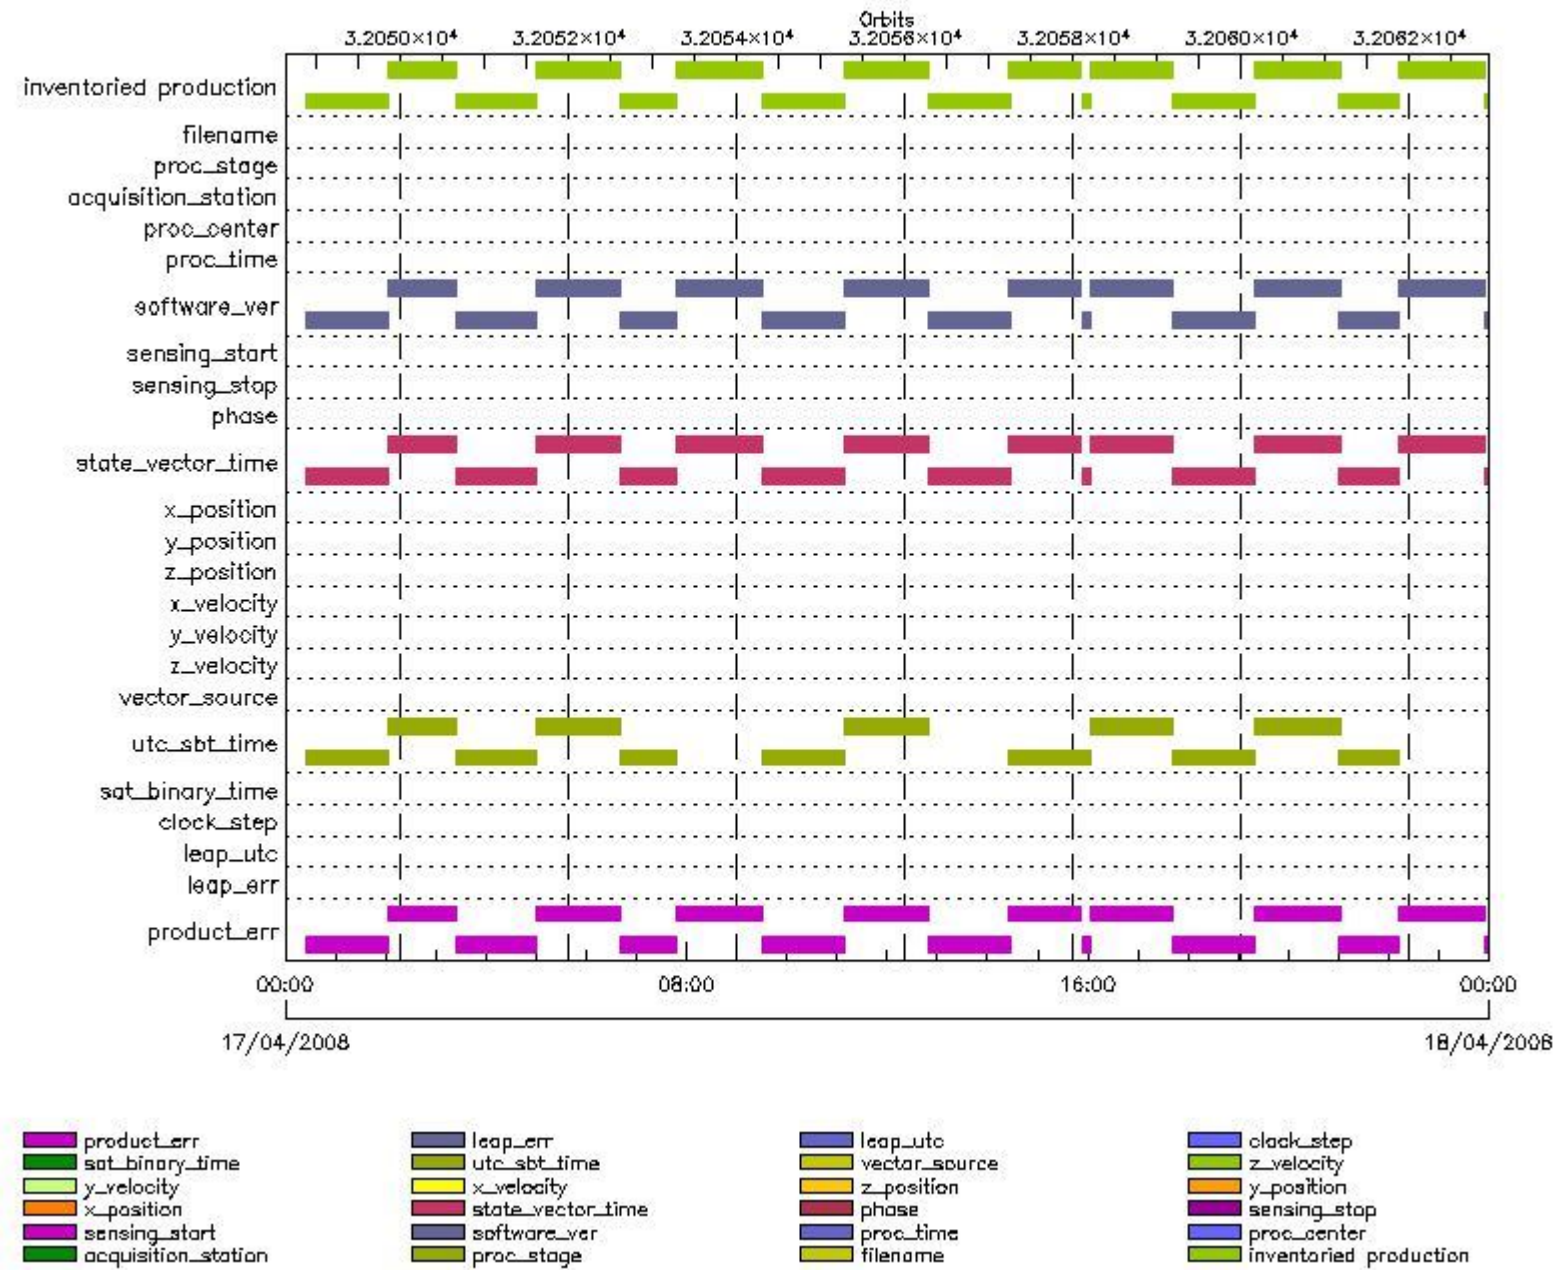 Orbits
3.2050×10⁴ 3.2052×10⁴ 3.2054×10⁴ 3.2056×10⁴ 3.2058×10⁴ 3.2060×10⁴ 3.2062×10⁴
inventoried production
filename
proc_stage
acquisition_station
proc_center
proc_time
software_ver
sensing_start
sensing_stop
phase
state_vector_time
x_position
y_position
z_position
x_velocity
y_velocity
z_velocity
vector_source
utc_sbt_time
sat_binary_time
clock_step
leap_utc
leap_err
product_err
00:00 08:00 16:00 00:00
17/04/2008 18/04/2008
product_err leap_err leap_utc clock_step
sat_binary_time utc_sbt_time vector_source z_velocity
y_velocity x_velocity z_position y_position
x_position state_vector_time phase sensing_stop
sensing_start software_ver proc_time proc_center
acquisition_station proc_stage filename inventoried production